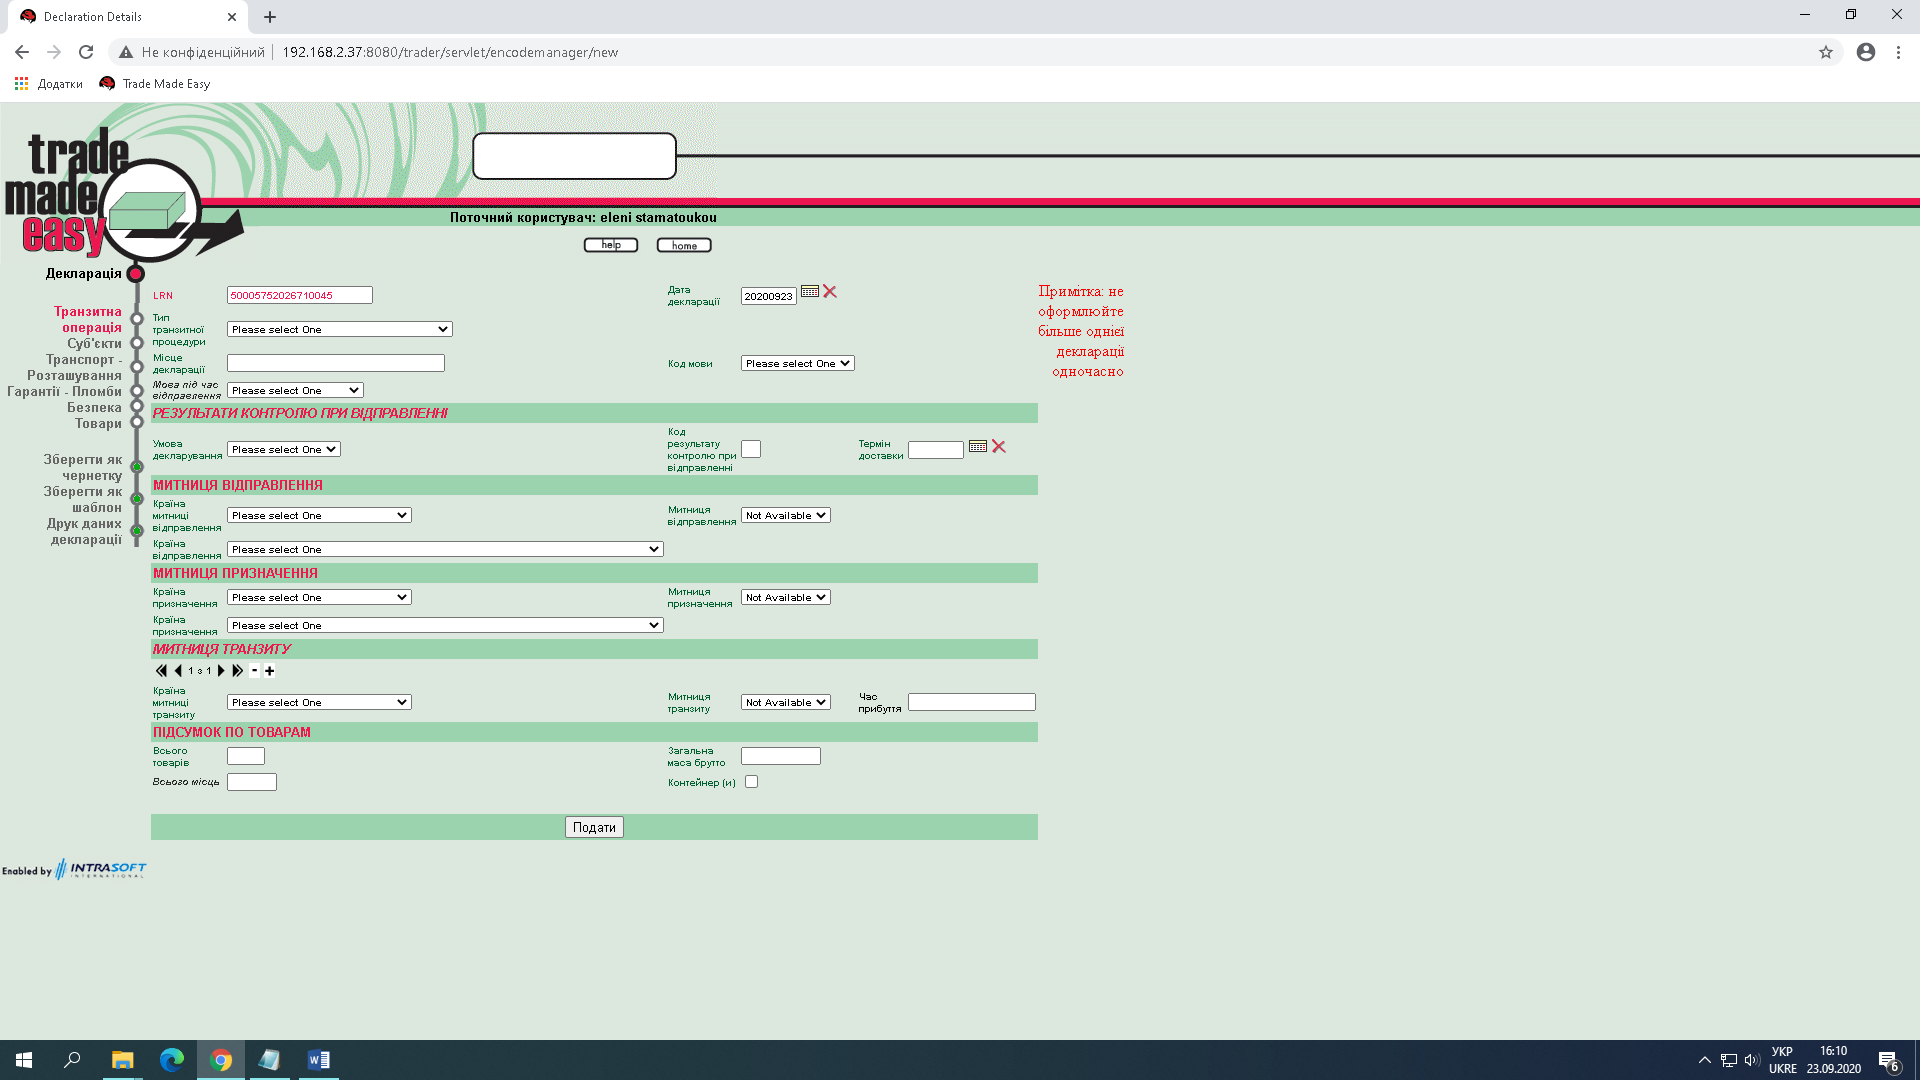 Declaration Details
Не конфіденційний 192.168.2.37:8080/trader/servlet/encodemanager/new
Додатки Trade Made Easy
trade
made
easy
Поточний користувач: eleni stamatoukou
help home
Декларація
Транзитна
операція
Суб'єкти
Транспорт -
Розташування
Гарантії - Пломби
Безпека
Товари
Зберегти як
чернетку
Зберегти як
шаблон
Друк даних
декларації
LRN 50005752026710045 Дата
декларації 20200923
Тип
транзитної
процедури Please select One
Місце
декларації Код мови Please select One
Мова під час
відправлення Please select One
Примітка: не
оформлюйте
більше однієї
декларації
одночасно
РЕЗУЛЬТАТИ КОНТРОЛЮ ПРИ ВІДПРАВЛЕННІ
Умова
декларування Please select One
Код
результату
контролю при
відправленні
Термін
доставки
МИТНИЦЯ ВІДПРАВЛЕННЯ
Країна
митниці
відправлення Please select One
Митниця
відправлення Not Available
Країна
відправлення Please select One
МИТНИЦЯ ПРИЗНАЧЕННЯ
Країна
призначення Please select One
Митниця
призначення Not Available
Країна
призначення Please select One
МИТНИЦЯ ТРАНЗИТУ
1 з 1 - +
Країна
митниці
транзиту Please select One
Митниця
транзиту Not Available
Час
прибуття
ПІДСУМОК ПО ТОВАРАМ
Всього
товарів
Загальна
маса брутто
Всього місць
Контейнер (и)
Подати
Enabled by INTRASOFT
INTERNATIONAL
УКР
UKRE
16:10
23.09.2020
6